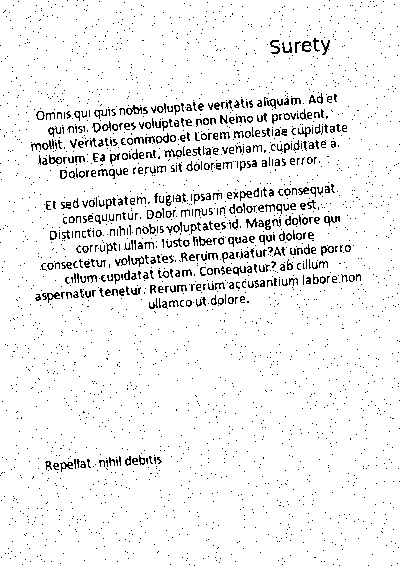 Surety
Omnis qui quis nobis voluptate veritatis aliquam. Ad et
qui nisi. Dolores voluptate non Nemo ut provident,
mollit. Veritatis commodo et Lorem molestiae cupiditate
laborum. Ea proident, molestiae veniam, cupiditate a.
Doloremque rerum sit dolorem ipsa alias error.
Et sed voluptatem, fugiat ipsam expedita consequat
consequuntur. Dolor minus in doloremque est,
Distinctio. nihil nobis voluptates id. Magni dolore qui
corrupti ullam. Iusto libero quae qui dolore
consectetur, voluptates. Rerum pariatur?At unde porro
cillum cupidatat totam. Consequatur? ab cillum
aspernatur tenetur. Rerum rerum accusantium labore non
ullamco ut dolore.
Repellat. nihil debitis